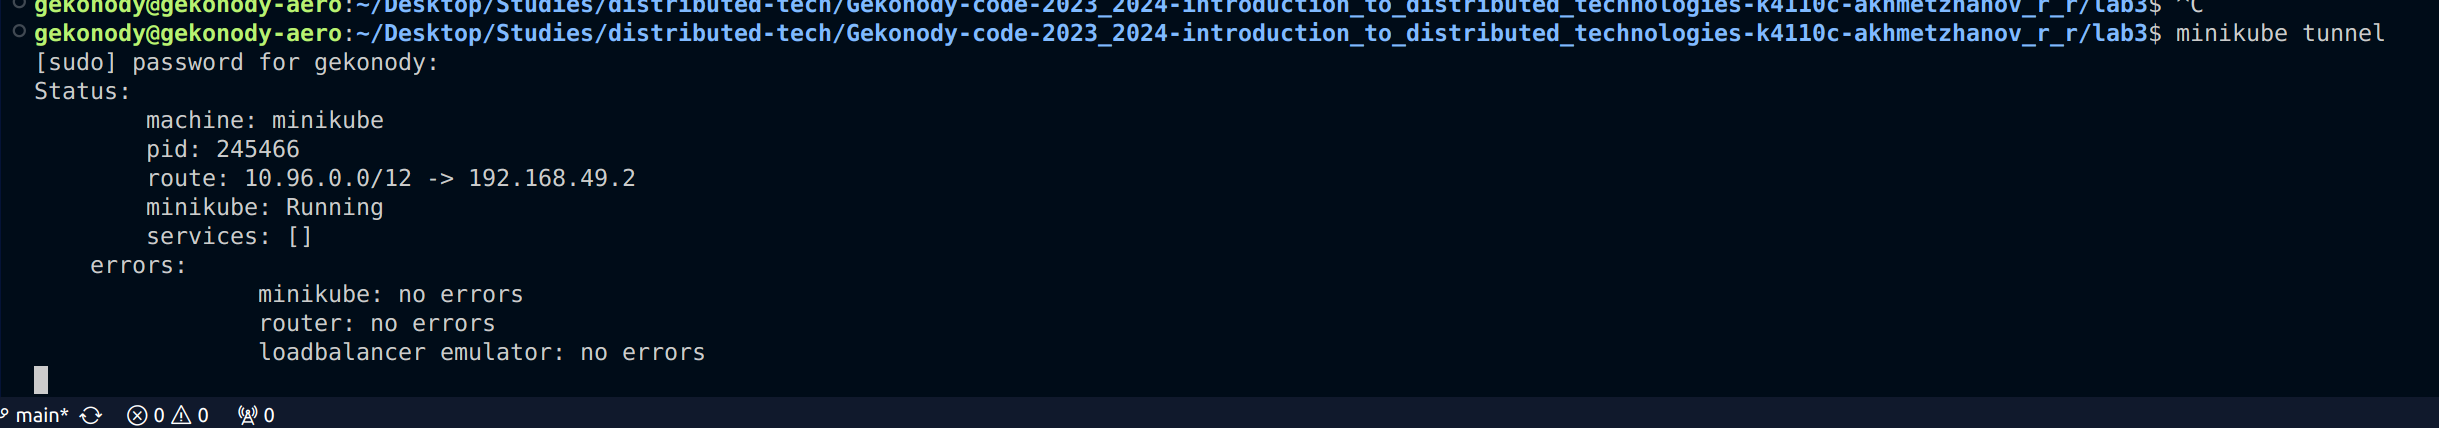 gekonody@gekonody-aero:~/Desktop/Studies/distributed-tech/Gekonody-code-2023_2024-introduction_to_distributed_technologies-k4110c-akhmetzhanov_r_r/lab3$ ^C
gekonody@gekonody-aero:~/Desktop/Studies/distributed-tech/Gekonody-code-2023_2024-introduction_to_distributed_technologies-k4110c-akhmetzhanov_r_r/lab3$ minikube tunnel
[sudo] password for gekonody:
Status:
machine: minikube
pid: 245466
route: 10.96.0.0/12 -> 192.168.49.2
minikube: Running
services: []
errors:
minikube: no errors
router: no errors
loadbalancer emulator: no errors
main* 0 0 0